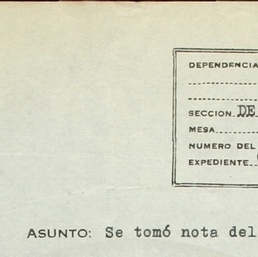 DEPENDENCIA
SECCION DE
MESA
NUMERO DEL
EXPEDIENTE
ASUNTO: Se tomó nota del